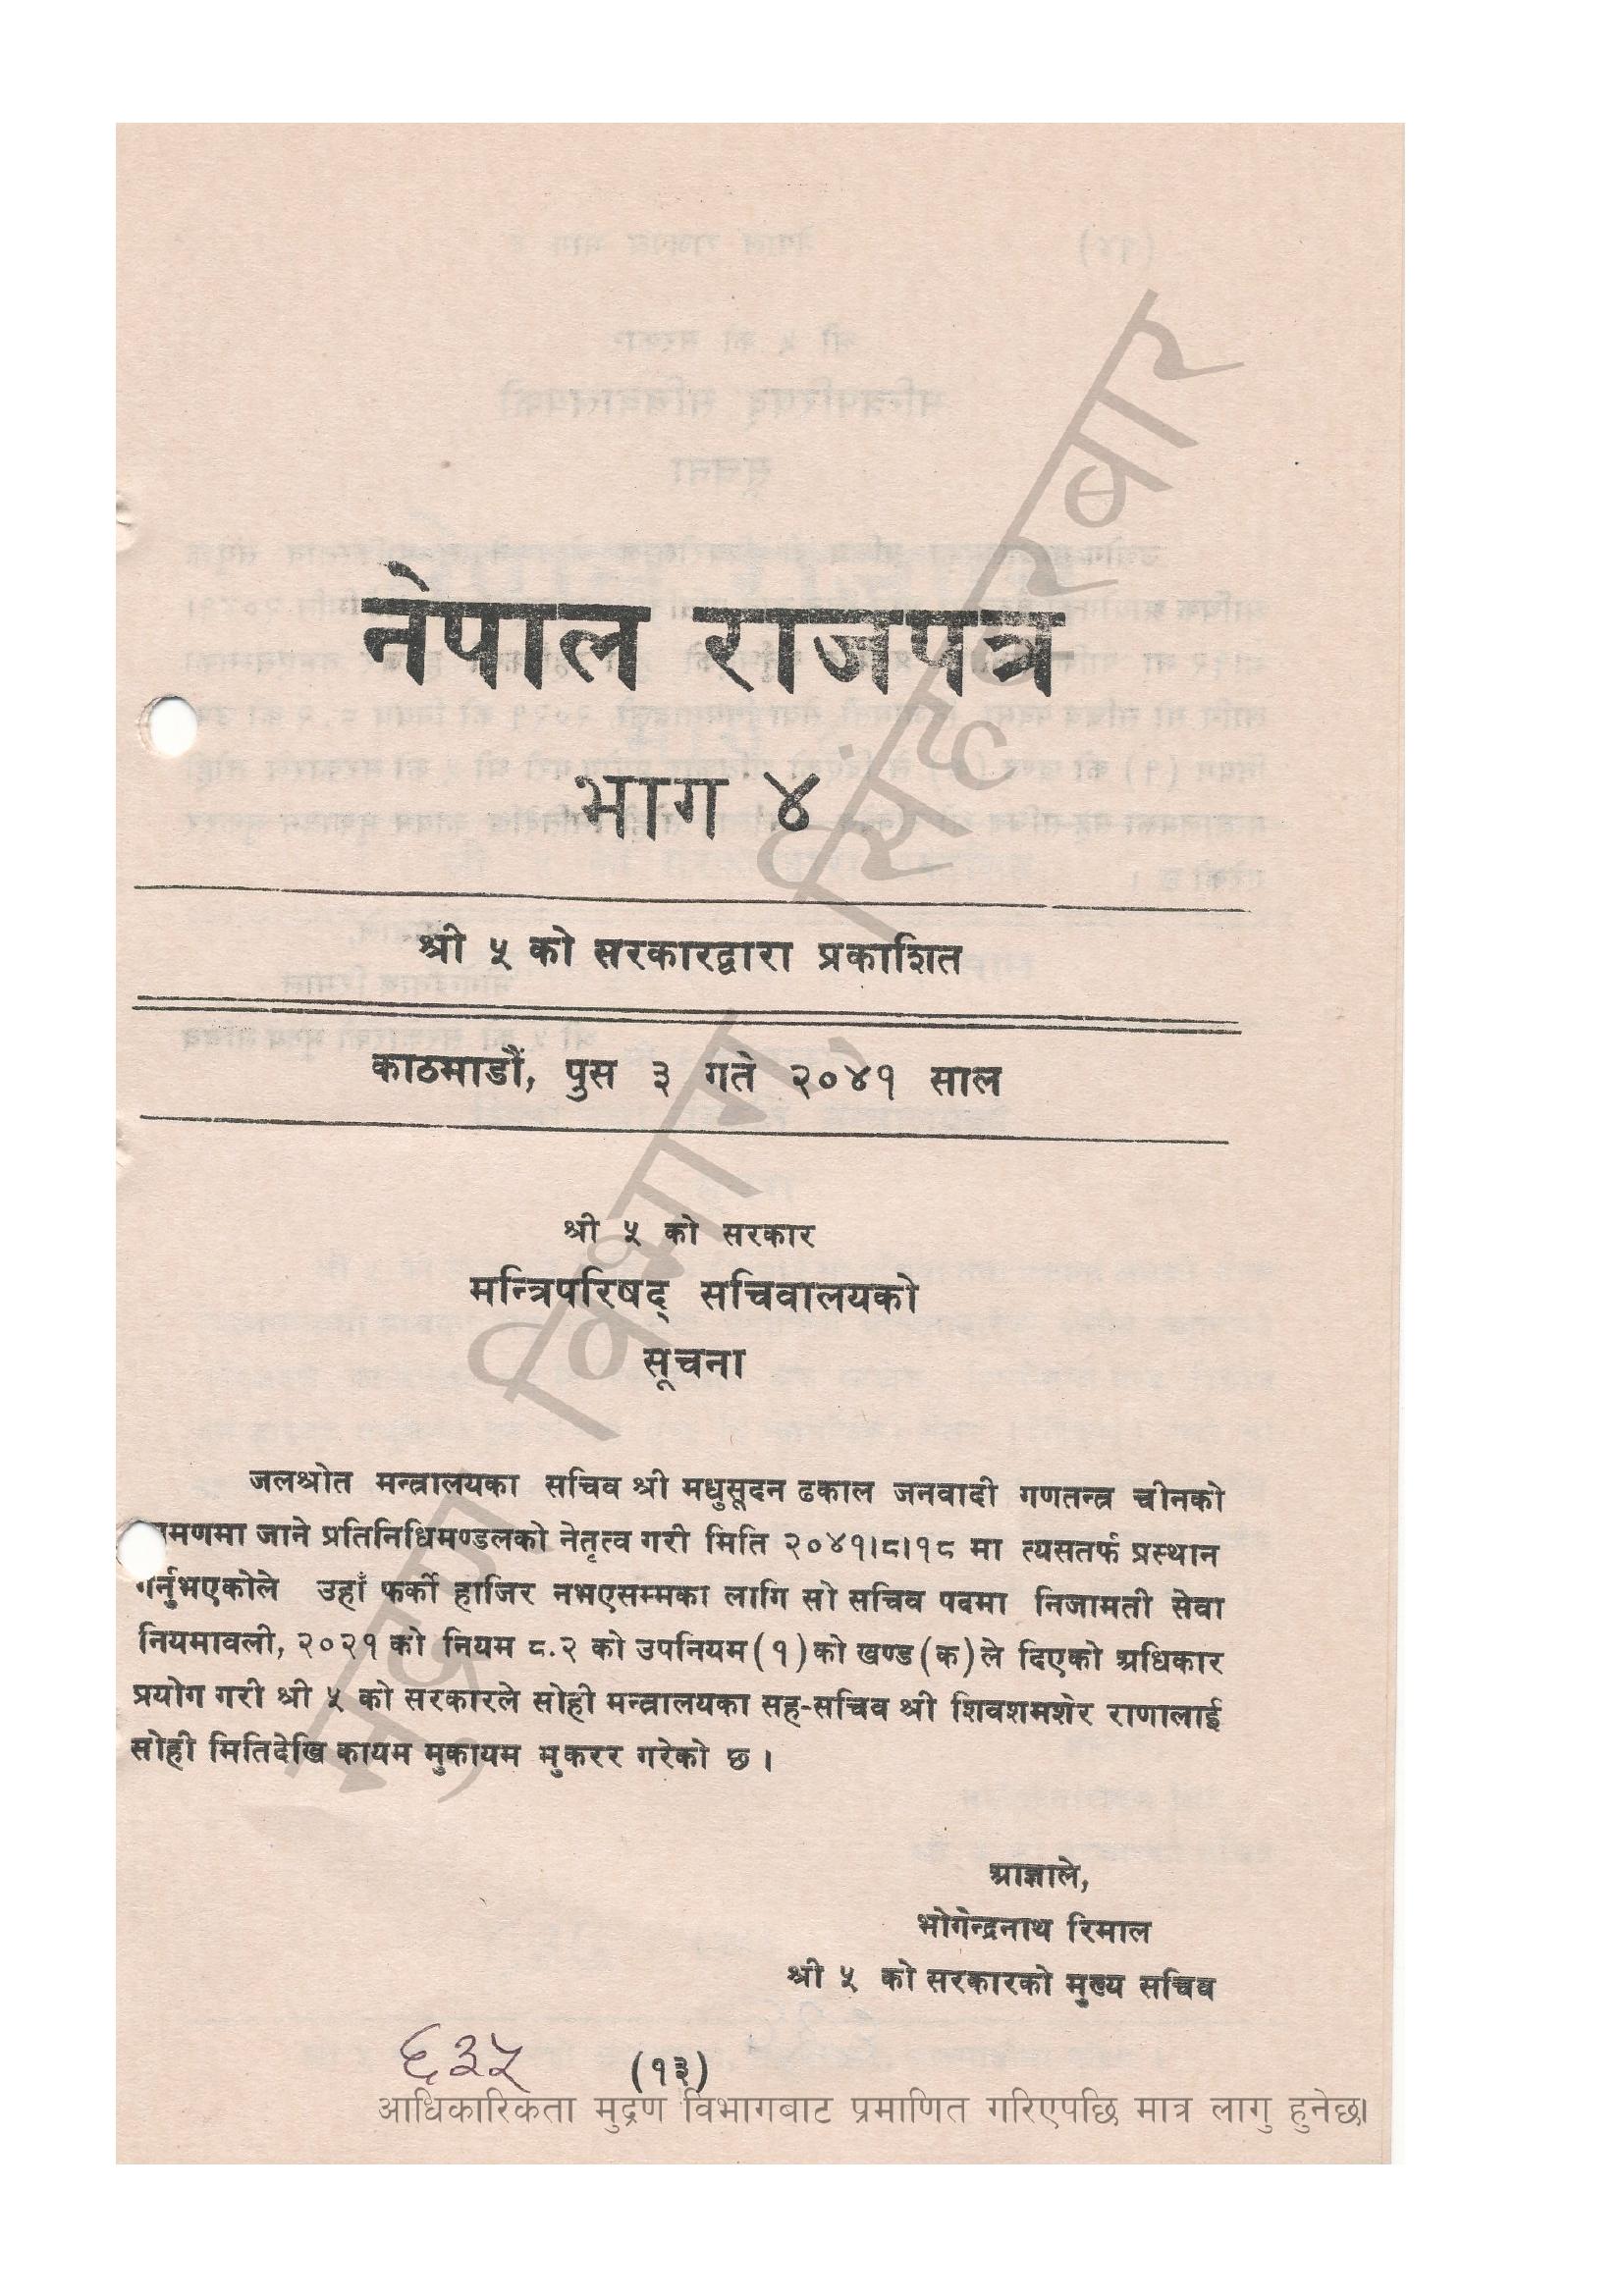 नेपाल राजपत्र
भाग ४
श्री ५ को सरकारद्वारा प्रकाशित
काठमाडौं, पुस ३ गते २०४१ साल
श्री ५ को सरकार
मन्त्रिपरिषद् सचिवालयको
सूचना
जलश्रोत मन्त्रालयका सचिव श्री मधुसूदन ढकाल जनवादी गणतन्त्र चीनको
मा जाने प्रतिनिधिमण्डलको नेतृत्व गरी मिति २०४१।८।१८ मा त्यसतर्फ प्रस्थान
गर्नुभएकोले उहाँ फर्की हाजिर नभएसम्मका लागि सो सचिव पदमा निजामती सेवा
नियमावली, २०२१ को नियम ८.२ को उपनियम (१) को खण्ड (क) ले दिएको अधिकार
प्रयोग गरी श्री ५ को सरकारले सोही मन्त्रालयका सह-सचिव श्री शिवशमशेर राणालाई
सोही मितिदेखि कायम मुकायम मुकरर गरेको छ ।
आज्ञाले,
भोगेन्द्रनाथ रिमाल
श्री ५ को सरकारको मुख्य सचिव
६३५ (१३)
आधिकारिकता मुद्रण विभागबाट प्रमाणित गरिएपछि मात्र लागु हुनेछ।
मुद्रण विभाग, सिंहदरबार